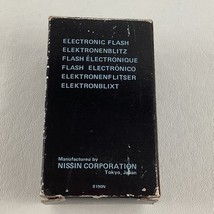 ELECTRONIC FLASH
ELEKTRONENBLITZ
FLASH ÉLECTRONIQUE
FLASH ELECTRÓNICO
ELEKTRONENFLITSER
ELEKTRONBLIXT
Manufactured by
NISSIN CORPORATION
Tokyo, Japan